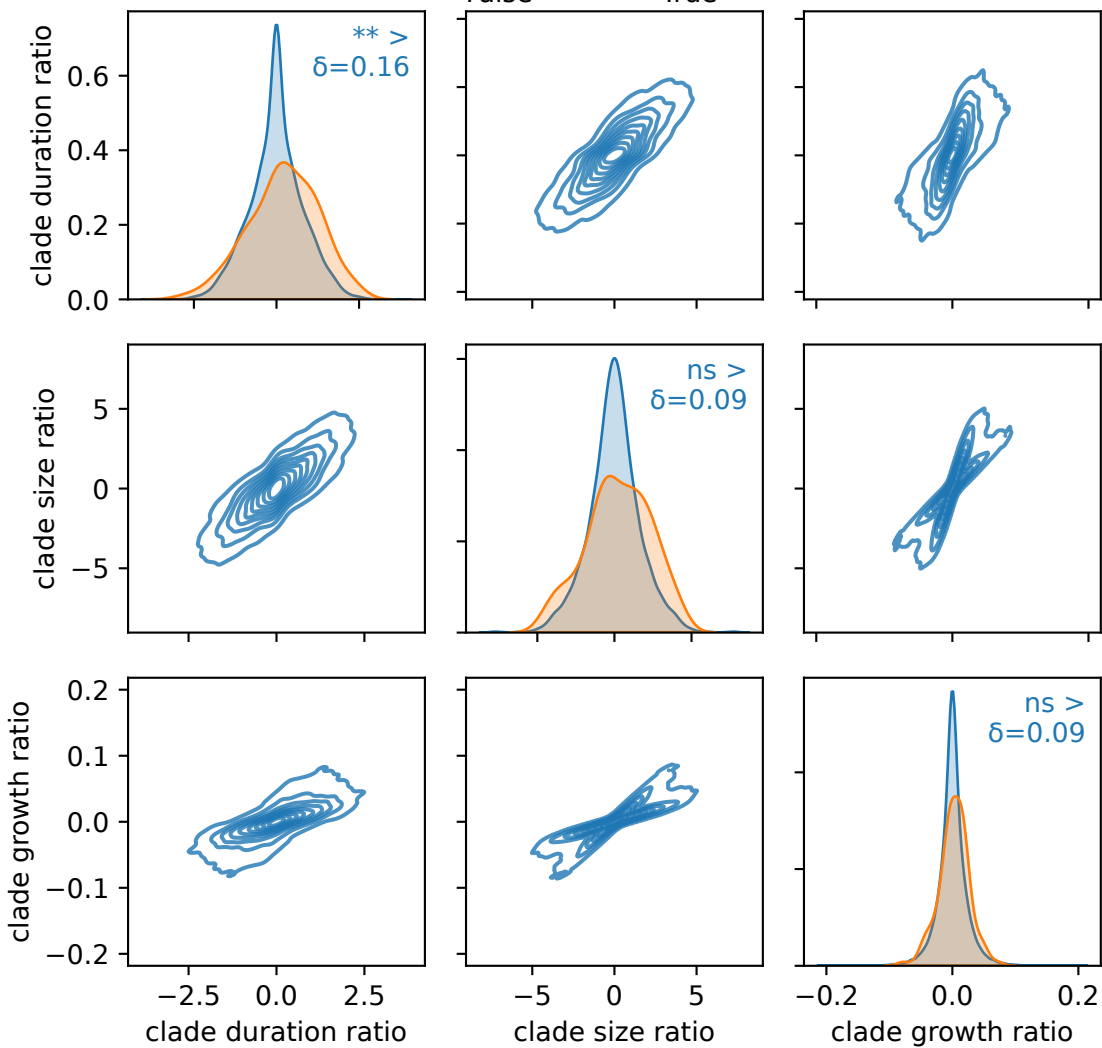 True
clade duration ratio
0.6
0.4
0.2
0.0
** >
δ=0.16
clade size ratio
5
0
−5
ns >
δ=0.09
clade growth ratio
0.2
0.1
0.0
−0.1
−0.2
ns >
δ=0.09
−2.5 0.0 2.5
−5 0 5
−0.2 0.0 0.2
clade duration ratio
clade size ratio
clade growth ratio